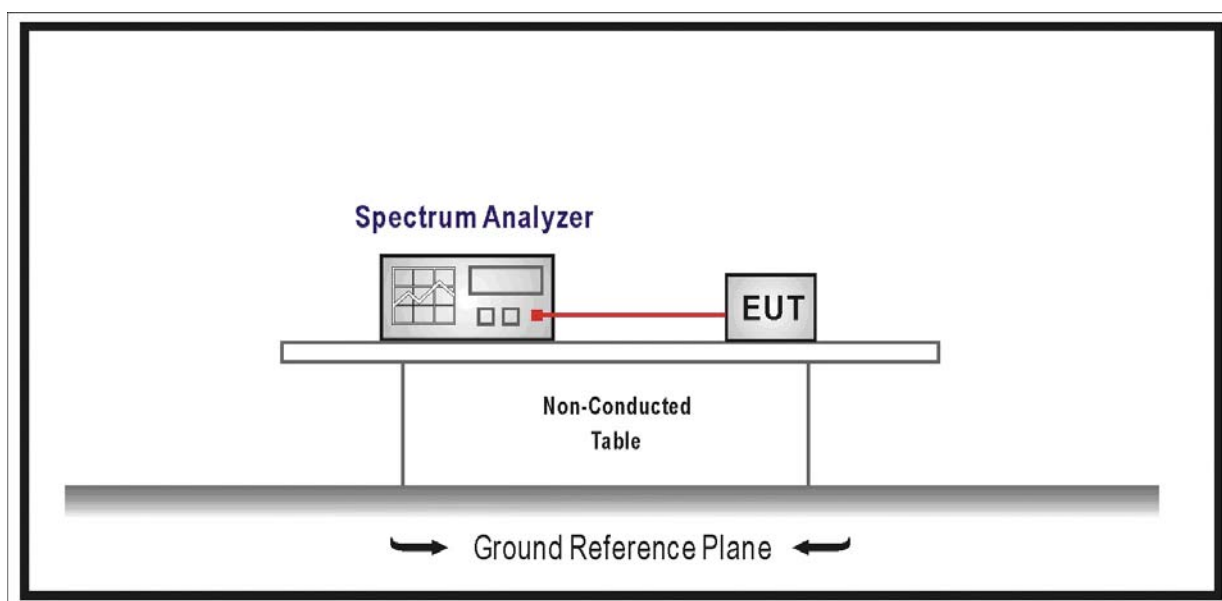 Spectrum Analyzer
EUT
Non-Conducted
Table
Ground Reference Plane